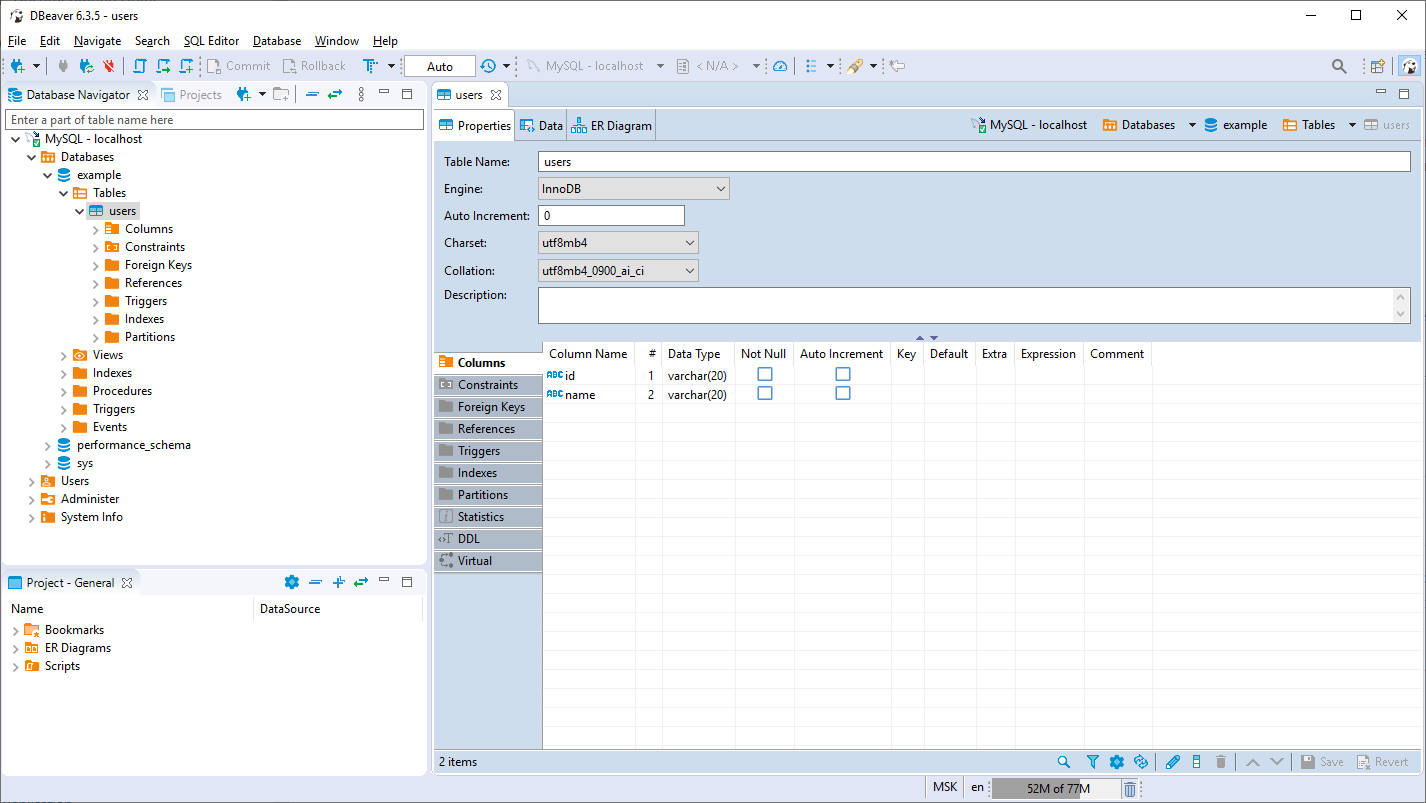 DBeaver 6.3.5 - users
File Edit Navigate Search SQL Editor Database Window Help
Commit Rollback Auto MySQL - localhost < N/A >
Database Navigator Projects
Enter a part of table name here
MySQL - localhost
Databases
example
Tables
users
Columns
Constraints
Foreign Keys
References
Triggers
Indexes
Partitions
Views
Indexes
Procedures
Triggers
Events
performance_schema
sys
Users
Administer
System Info
Project - General
Name DataSource
Bookmarks
ER Diagrams
Scripts
users
Properties Data ER Diagram MySQL - localhost Databases example Tables users
Table Name: users
Engine: InnoDB
Auto Increment: 0
Charset: utf8mb4
Collation: utf8mb4_0900_ai_ci
Description:
Columns
Constraints
Foreign Keys
References
Triggers
Indexes
Partitions
Statistics
DDL
Virtual
Column Name # Data Type Not Null Auto Increment Key Default Extra Expression Comment
ABC id 1 varchar(20)
ABC name 2 varchar(20)
2 items Save Revert
MSK en 52M of 77M